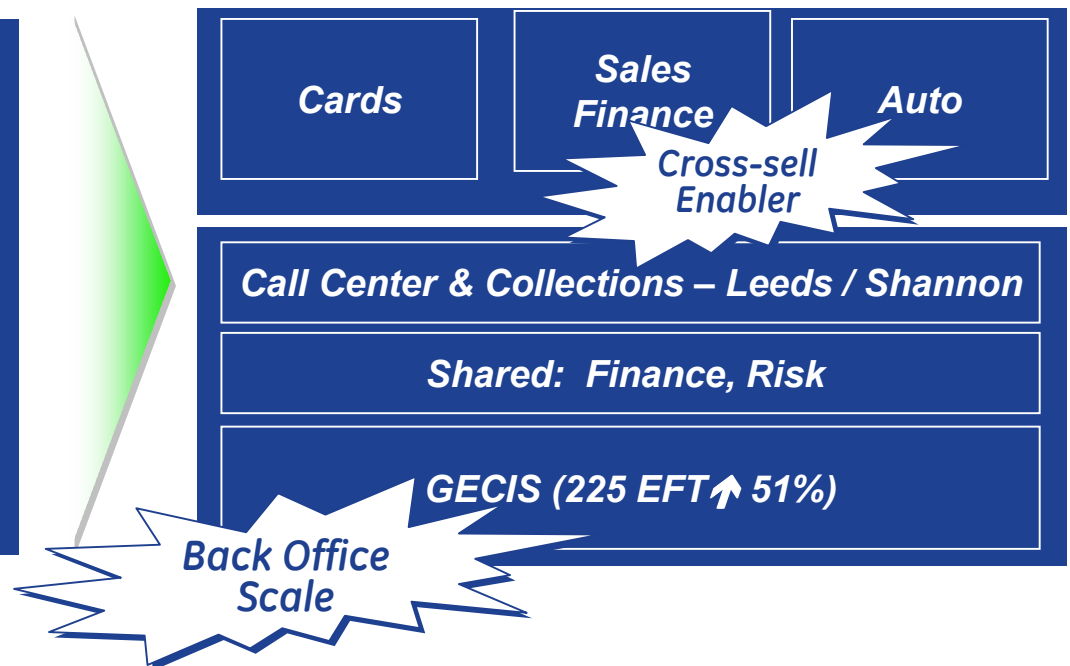 Cards
Sales
Finance
Auto
Cross-sell
Enabler
Call Center & Collections – Leeds / Shannon
Shared: Finance, Risk
GECIS (225 EFT↑ 51%)
Back Office
Scale